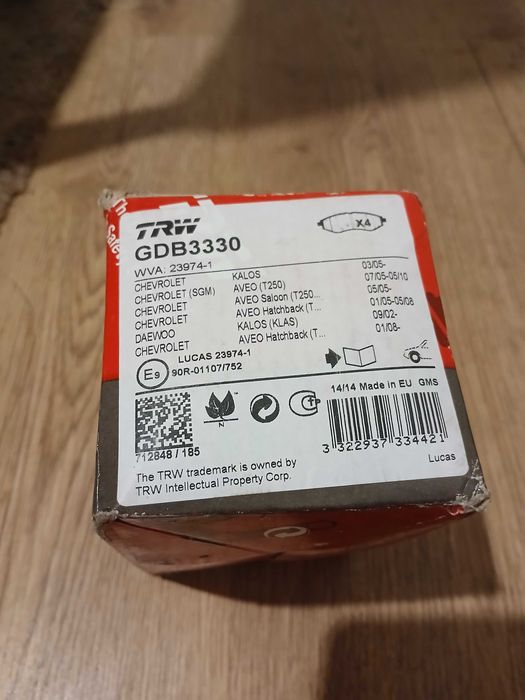 TRW
GDB3330
x4
WVA: 23974-1
CHEVROLET KALOS 03/05-
CHEVROLET (SGM) AVEO (T250) 07/05-05/10
CHEVROLET AVEO Saloon (T250... 05/05-
CHEVROLET AVEO Hatchback (T... 01/05-05/08
DAEWOO KALOS (KLAS) 09/02-
CHEVROLET AVEO Hatchback (T... 01/08-
LUCAS 23974-1
E9 90R-01107/752
14/14 Made in EU GMS
N
712848 / 185
3 322937 334421
The TRW trademark is owned by Lucas
TRW Intellectual Property Corp.